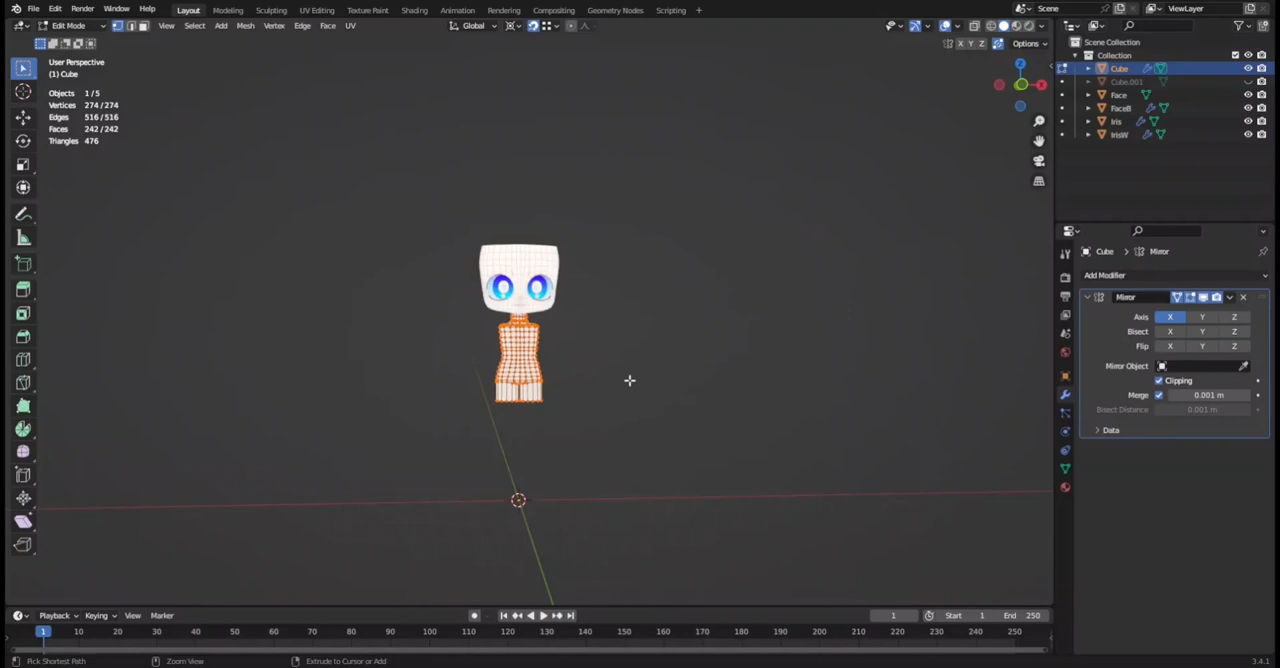 File Edit Render Window Help Layout Modeling Sculpting UV Editing Texture Paint Shading Animation Rendering Compositing Geometry Nodes Scripting + Scene ViewLayer
Edit Mode View Select Add Mesh Vertex Edge Face UV Global
X Y Z Options
User Perspective
(1) Cube
Objects 1/5
Vertices 274/274
Edges 516/516
Faces 242/242
Triangles 476
Z
X
Scene Collection
Collection
Cube
Cube.001
Face
FaceB
Iris
IrisW
Cube > Mirror
Add Modifier
Mirror
Axis X Y Z
Bisect X Y Z
Flip X Y Z
Mirror Object
Clipping
Merge 0.001 m
Bisect Distance 0.001 m
Data
Playback Keying View Marker 1 Start 1 End 250
1 10 20 30 40 50 60 70 80 90 100 110 120 130 140 150 160 170 180 190 200 210 220 230 240 250
Pick Shortest Path Zoom View Extrude to Cursor or Add 3.4.1